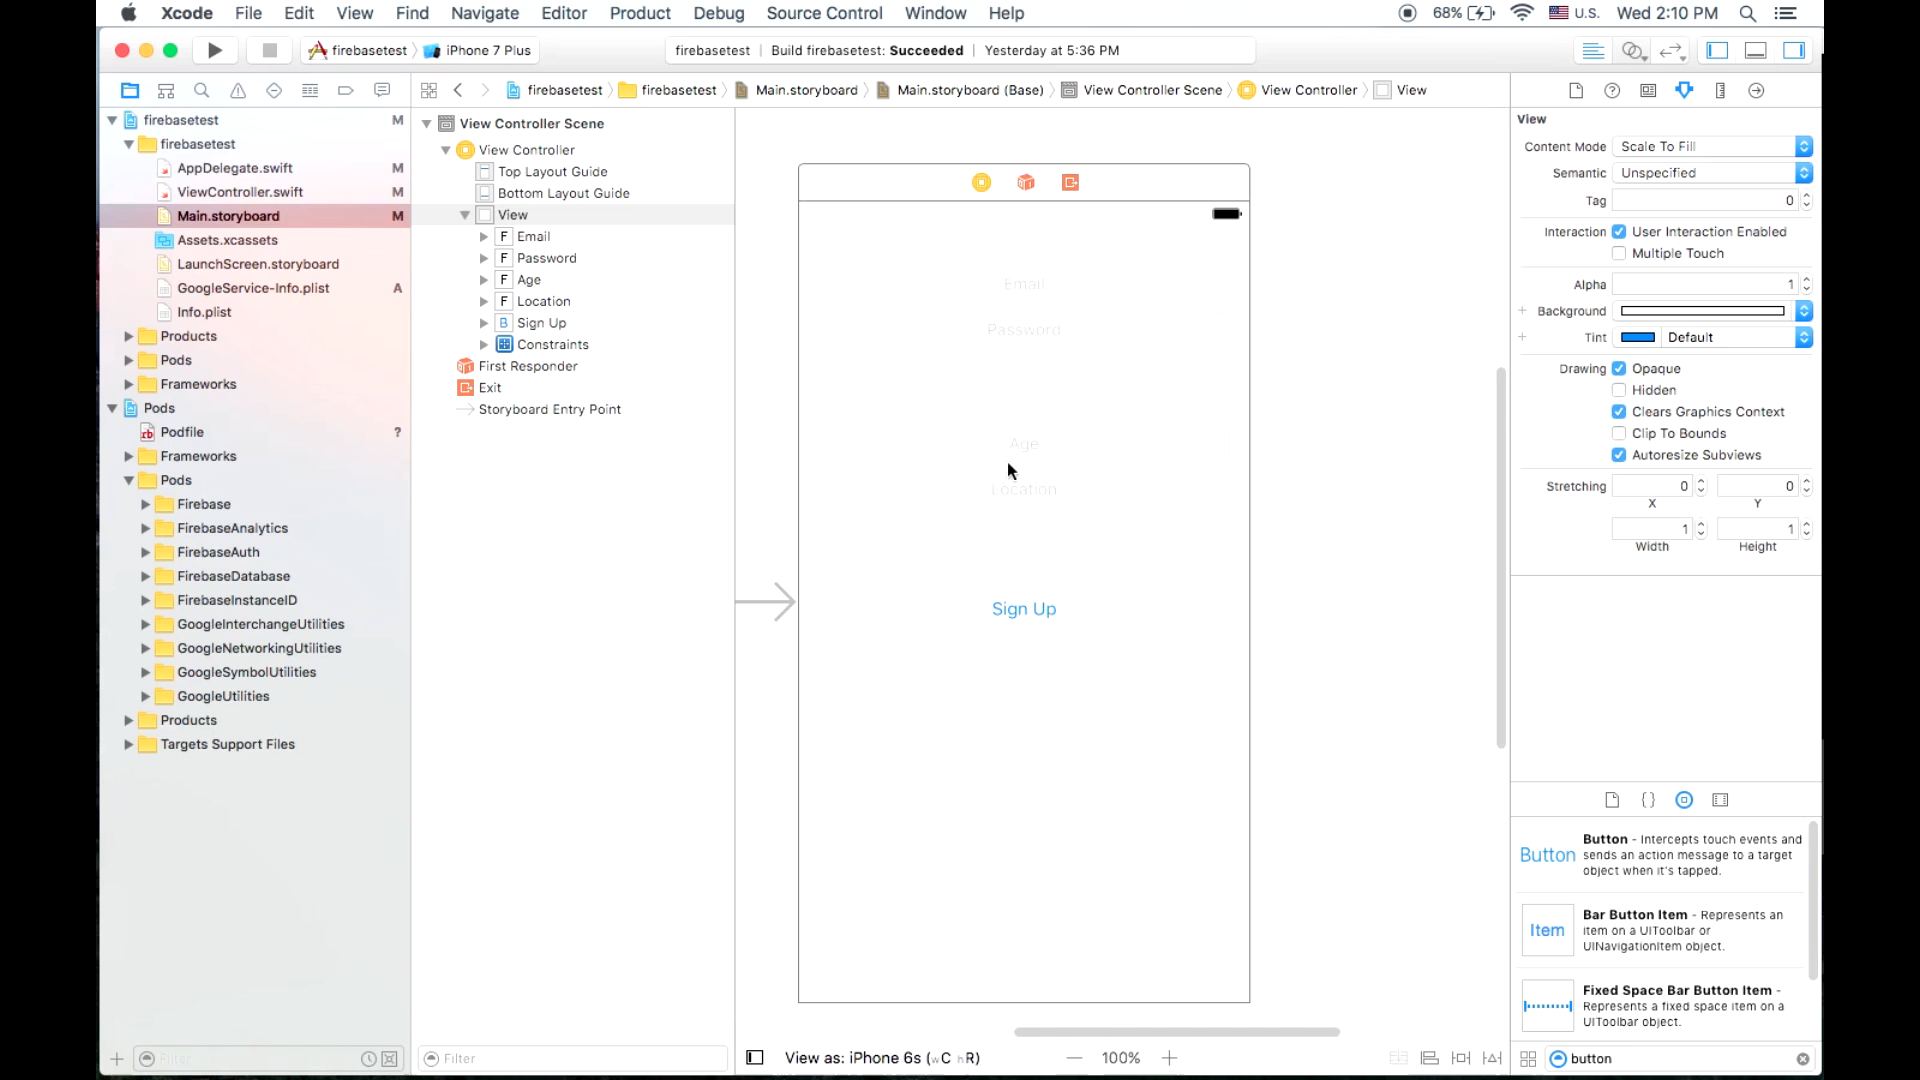 Xcode File Edit View Find Navigate Editor Product Debug Source Control Window Help 68% U.S. Wed 2:10 PM
firebasetest iPhone 7 Plus firebasetest | Build firebasetest: Succeeded | Yesterday at 5:36 PM
firebasetest firebasetest Main.storyboard Main.storyboard (Base) View Controller Scene View Controller View
firebasetest M
firebasetest
AppDelegate.swift M
ViewController.swift M
Main.storyboard M
Assets.xcassets
LaunchScreen.storyboard
GoogleService-Info.plist A
Info.plist
Products
Pods
Frameworks
Pods
Podfile ?
Frameworks
Pods
Firebase
FirebaseAnalytics
FirebaseAuth
FirebaseDatabase
FirebaseInstanceID
GoogleInterchangeUtilities
GoogleNetworkingUtilities
GoogleSymbolUtilities
GoogleUtilities
Products
Targets Support Files
Filter
View Controller Scene
View Controller
Top Layout Guide
Bottom Layout Guide
View
F Email
F Password
F Age
F Location
B Sign Up
Constraints
First Responder
Exit
Storyboard Entry Point
Filter
Email
Password
Age
Location
Sign Up
View as: iPhone 6s (wC hR) 100%
View
Content Mode Scale To Fill
Semantic Unspecified
Tag 0
Interaction User Interaction Enabled
Multiple Touch
Alpha 1
Background
Tint Default
Drawing Opaque
Hidden
Clears Graphics Context
Clip To Bounds
Autoresize Subviews
Stretching 0 0
X Y
1 1
Width Height
Button
Button - Intercepts touch events and
sends an action message to a target
object when it's tapped.
Item
Bar Button Item - Represents an
item on a UIToolbar or
UINavigationItem object.
Fixed Space Bar Button Item -
Represents a fixed space item on a
UIToolbar object.
button